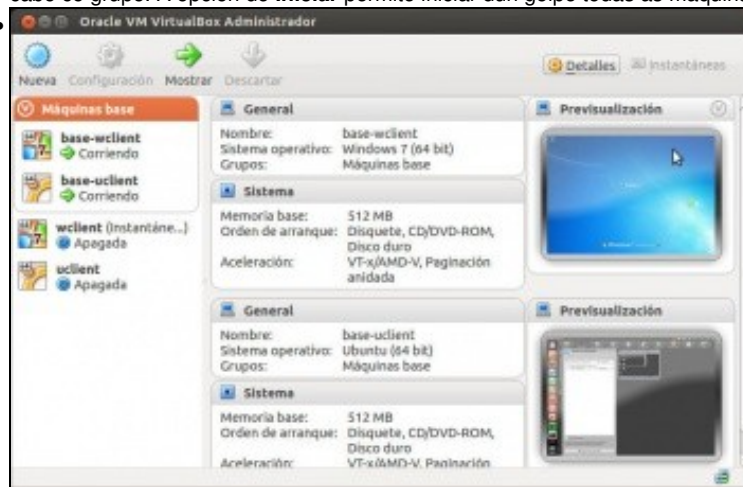 Oracle VM VirtualBox Administrador
Nueva Configuración Mostrar Descartar
Detalles Instantáneas
Máquinas base
base-wclient
Corriendo
base-uclient
Corriendo
wclient (Instantáne...)
Apagada
uclient
Apagada
General
Nombre: base-wclient
Sistema operativo: Windows 7 (64 bit)
Grupos: Máquinas base
Sistema
Memoria base: 512 MB
Orden de arranque: Disquete, CD/DVD-ROM,
Disco duro
Aceleración: VT-x/AMD-V, Paginación
anidada
Previsualización
General
Nombre: base-uclient
Sistema operativo: Ubuntu (64 bit)
Grupos: Máquinas base
Sistema
Memoria base: 512 MB
Orden de arranque: Disquete, CD/DVD-ROM,
Disco duro
Aceleración: VT-x/AMD-V, Paginación
Previsualización